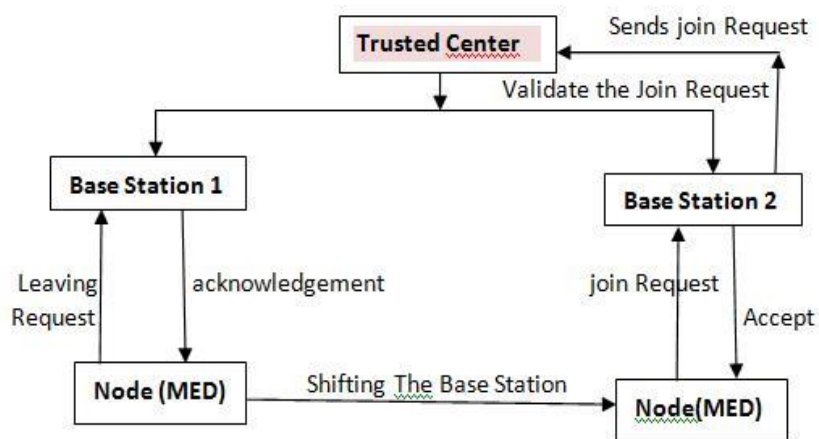 Sends join Request
Trusted Center
Validate the Join Request
Base Station 1
Base Station 2
Leaving
Request
acknowledgement
join Request
Accept
Node (MED)
Shifting The Base Station
Node(MED)